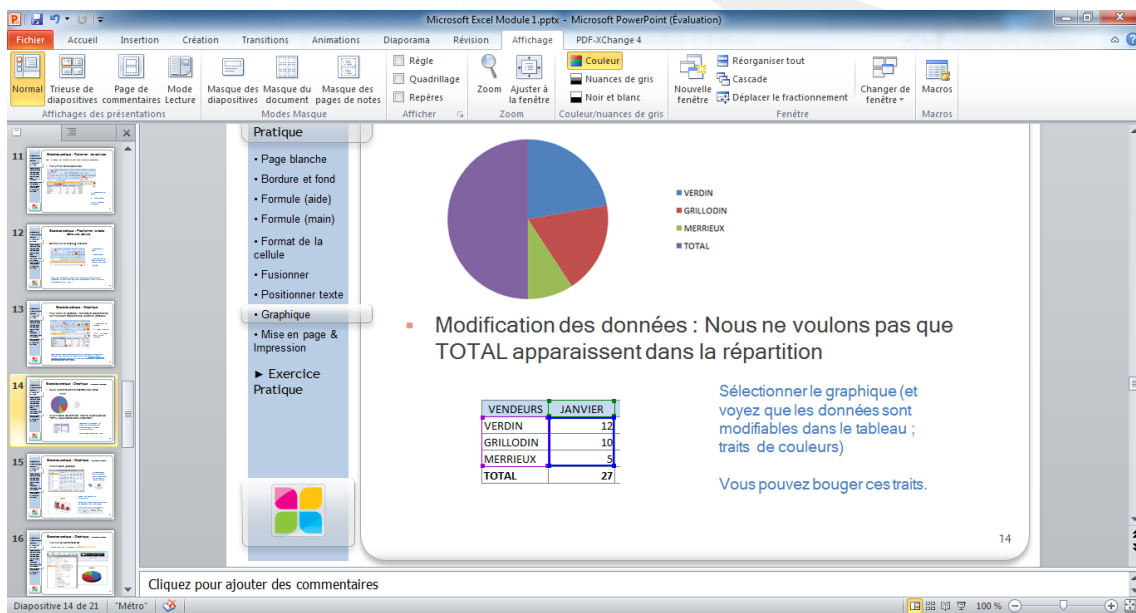 Microsoft Excel Module 1.pptx - Microsoft PowerPoint (Évaluation)
Fichier Accueil Insertion Création Transitions Animations Diaporama Révision Affichage PDF-XChange 4
Normal
Trieuse de diapositives
Page de commentaires
Mode Lecture
Affichages des présentations
Masque des diapositives
Masque du document
Masque des pages de notes
Modes Masque
Règle
Quadrillage
Repères
Afficher
Zoom
Ajuster à la fenêtre
Zoom
Couleur
Nuances de gris
Noir et blanc
Couleur/nuances de gris
Nouvelle fenêtre
Réorganiser tout
Cascade
Déplacer le fractionnement
Changer de fenêtre
Fenêtre
Macros
Macros
11
12
13
14
15
16
Pratique
• Page blanche
• Bordure et fond
• Formule (aide)
• Formule (main)
• Format de la
cellule
• Fusionner
• Positionner texte
• Graphique
• Mise en page &
Impression
► Exercice
Pratique
VERDIN
GRILLODIN
MERRIEUX
TOTAL
▪ Modification des données : Nous ne voulons pas que
TOTAL apparaissent dans la répartition
VENDEURS JANVIER
VERDIN 12
GRILLODIN 10
MERRIEUX 5
TOTAL 27
Sélectionner le graphique (et
voyez que les données sont
modifiables dans le tableau ;
traits de couleurs)
Vous pouvez bouger ces traits.
14
Cliquez pour ajouter des commentaires
Diapositive 14 de 21 "Métro" 100 %